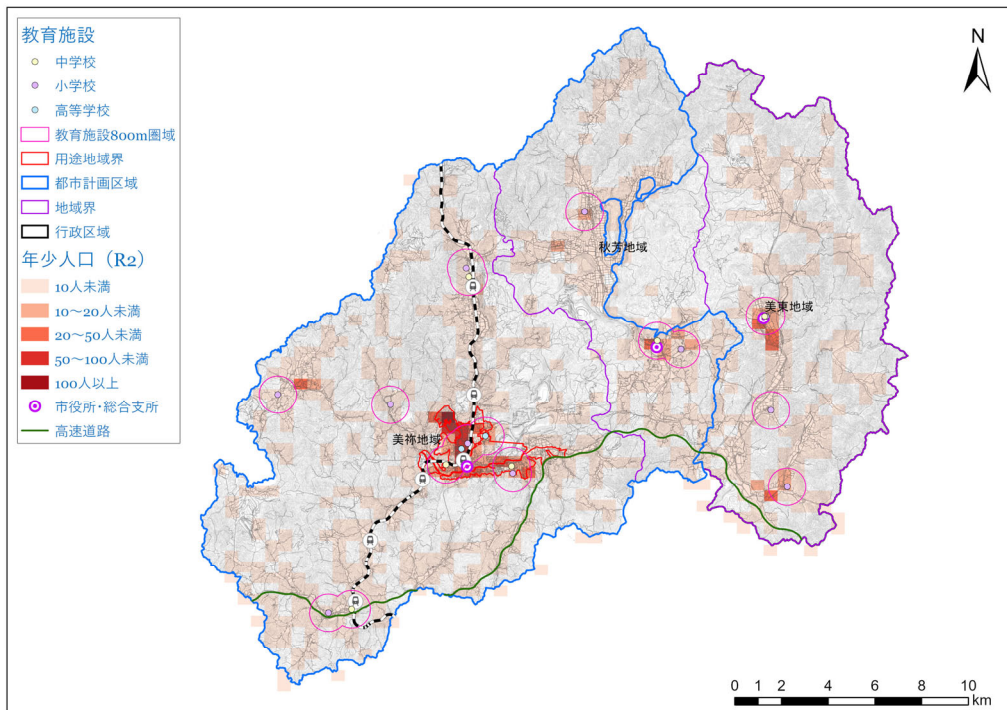 教育施設
中学校
小学校
高等学校
教育施設800m圏域
用途地域界
都市計画区域
地域界
行政区域
年少人口（R2）
10人未満
10～20人未満
20～50人未満
50～100人未満
100人以上
市役所・総合支所
高速道路
N
秋芳地域
美東地域
美祢地域
0 1 2 4 6 8 10
km